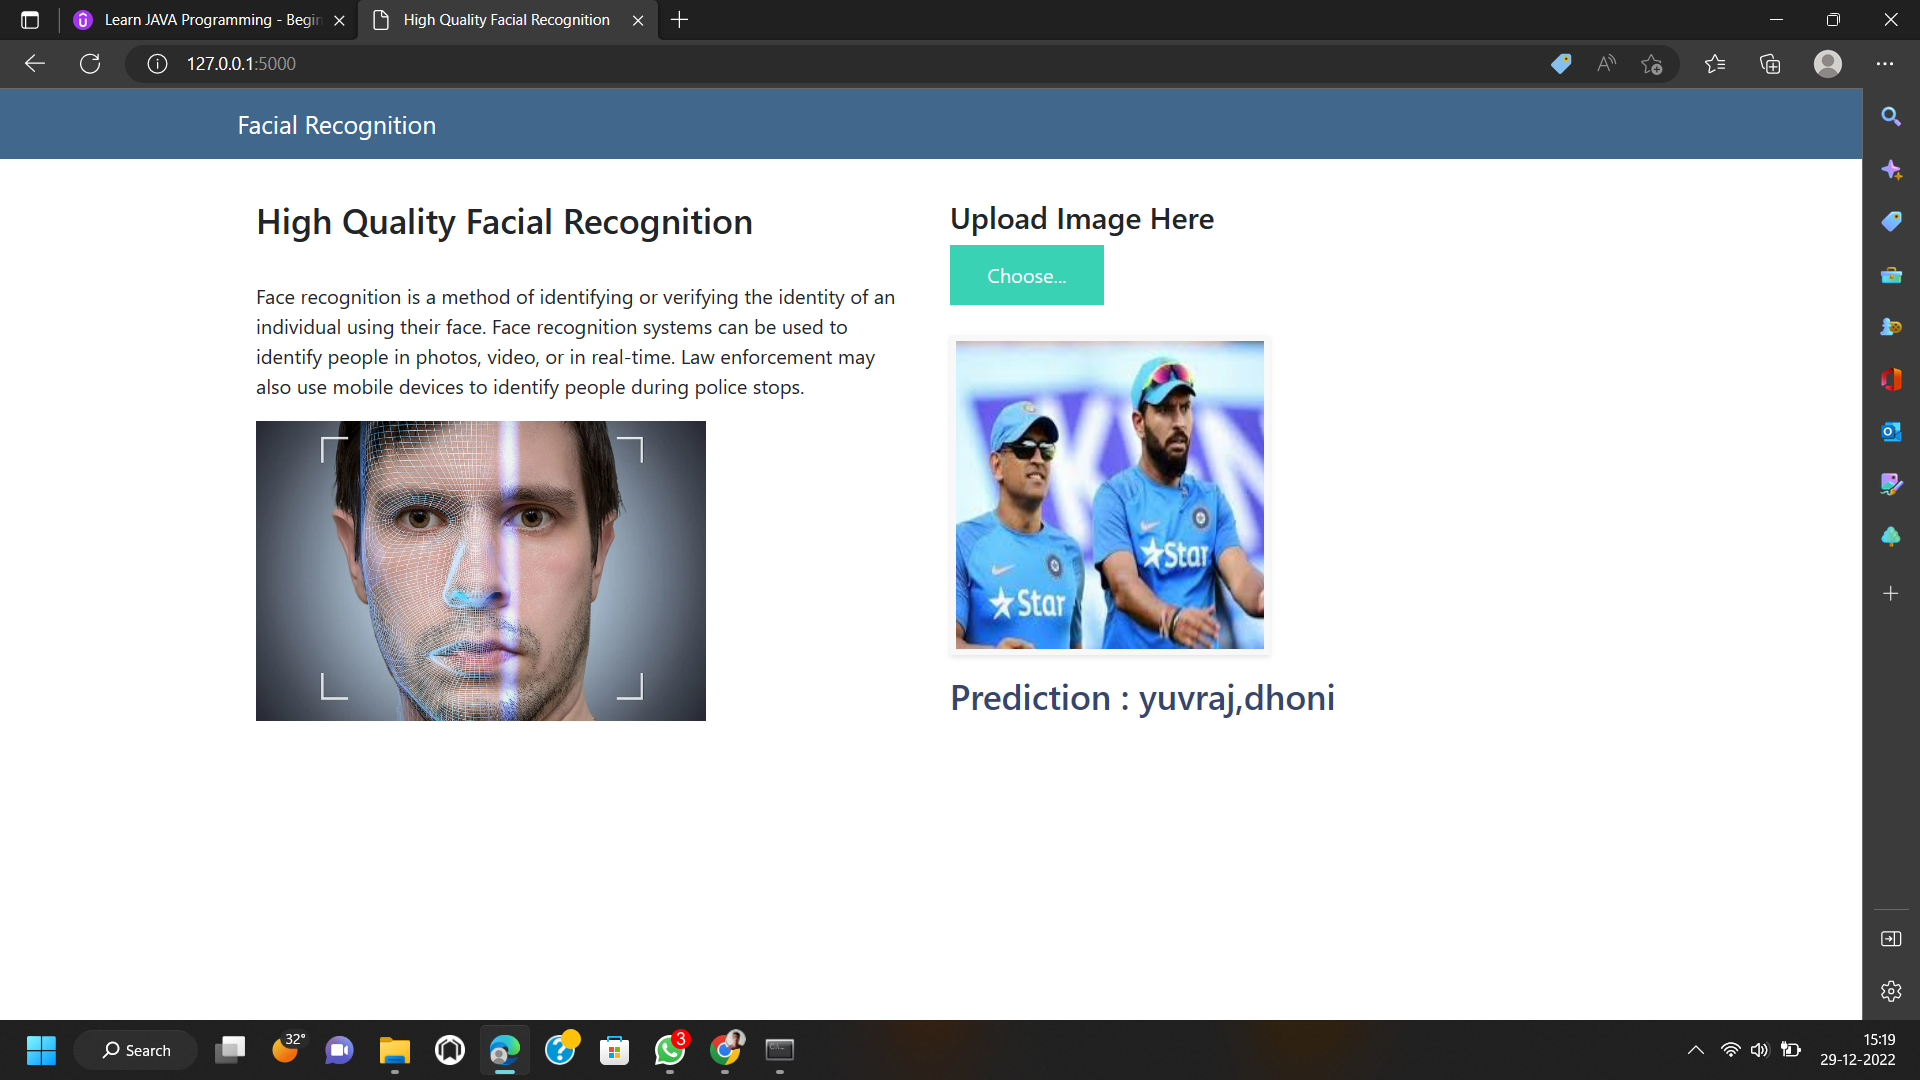 Learn JAVA Programming - Begin
High Quality Facial Recognition
127.0.0.1:5000
Facial Recognition
High Quality Facial Recognition
Face recognition is a method of identifying or verifying the identity of an
individual using their face. Face recognition systems can be used to
identify people in photos, video, or in real-time. Law enforcement may
also use mobile devices to identify people during police stops.
Upload Image Here
Choose...
Star
Star
Prediction : yuvraj,dhoni
Search
32°
3
15:19
29-12-2022